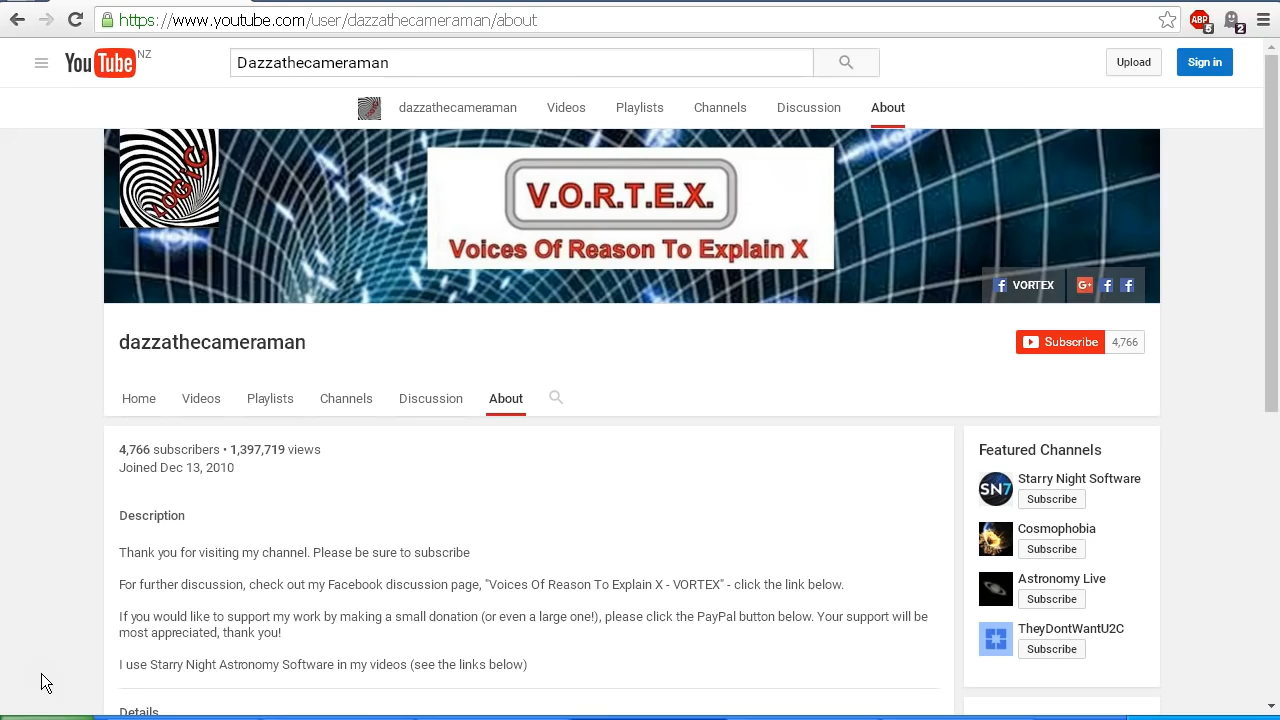 https://www.youtube.com/user/dazzathecameraman/about
ABP
5
2
YouTube NZ
Dazzathecameraman
Upload
Sign in
dazzathecameraman
Videos
Playlists
Channels
Discussion
About
LOGIC
V.O.R.T.E.X.
Voices Of Reason To Explain X
VORTEX
dazzathecameraman
Subscribe 4,766
Home
Videos
Playlists
Channels
Discussion
About
4,766 subscribers • 1,397,719 views
Joined Dec 13, 2010
Description
Thank you for visiting my channel. Please be sure to subscribe
For further discussion, check out my Facebook discussion page, "Voices Of Reason To Explain X - VORTEX" - click the link below.
If you would like to support my work by making a small donation (or even a large one!), please click the PayPal button below. Your support will be
most appreciated, thank you!
I use Starry Night Astronomy Software in my videos (see the links below)
Details
Featured Channels
SN7
Starry Night Software
Subscribe
Cosmophobia
Subscribe
Astronomy Live
Subscribe
TheyDontWantU2C
Subscribe